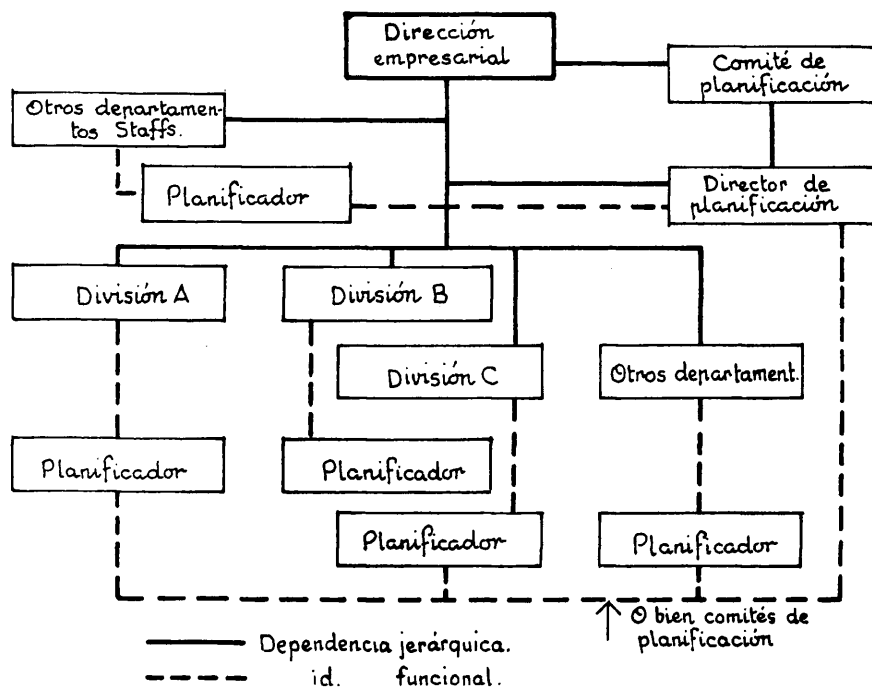 Dirección
empresarial
Comité de
planificación
Otros departamen-
tos Staffs.
Planificador
Director de
planificación
División A
División B
División C
Otros departament.
Planificador
Planificador
Planificador
Planificador
O bien comités de
planificación
Dependencia jerárquica.
id. funcional.